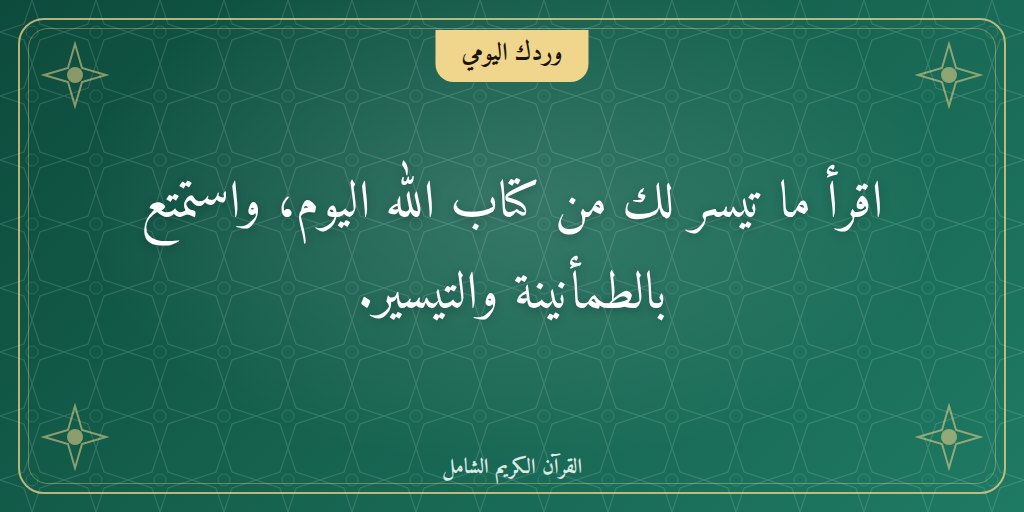 وردك اليومي
اقرأ ما تيسر لك من كتاب الله اليوم، واستمتع
بالطمأنينة والتيسير.
القرآن الكريم الشامل